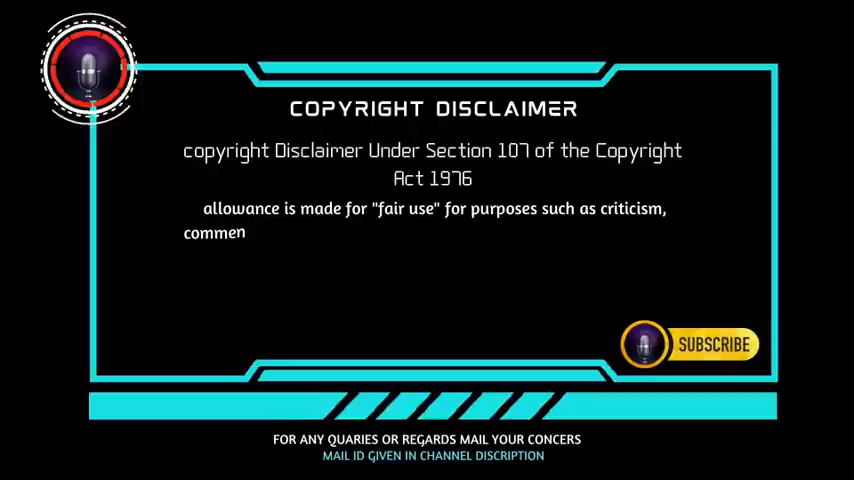 COPYRIGHT DISCLAIMER
copyright Disclaimer Under Section 107 of the Copyright
Act 1976
allowance is made for "fair use" for purposes such as criticism,
commen
SUBSCRIBE
FOR ANY QUARIES OR REGARDS MAIL YOUR CONCERS
MAIL ID GIVEN IN CHANNEL DISCRIPTION